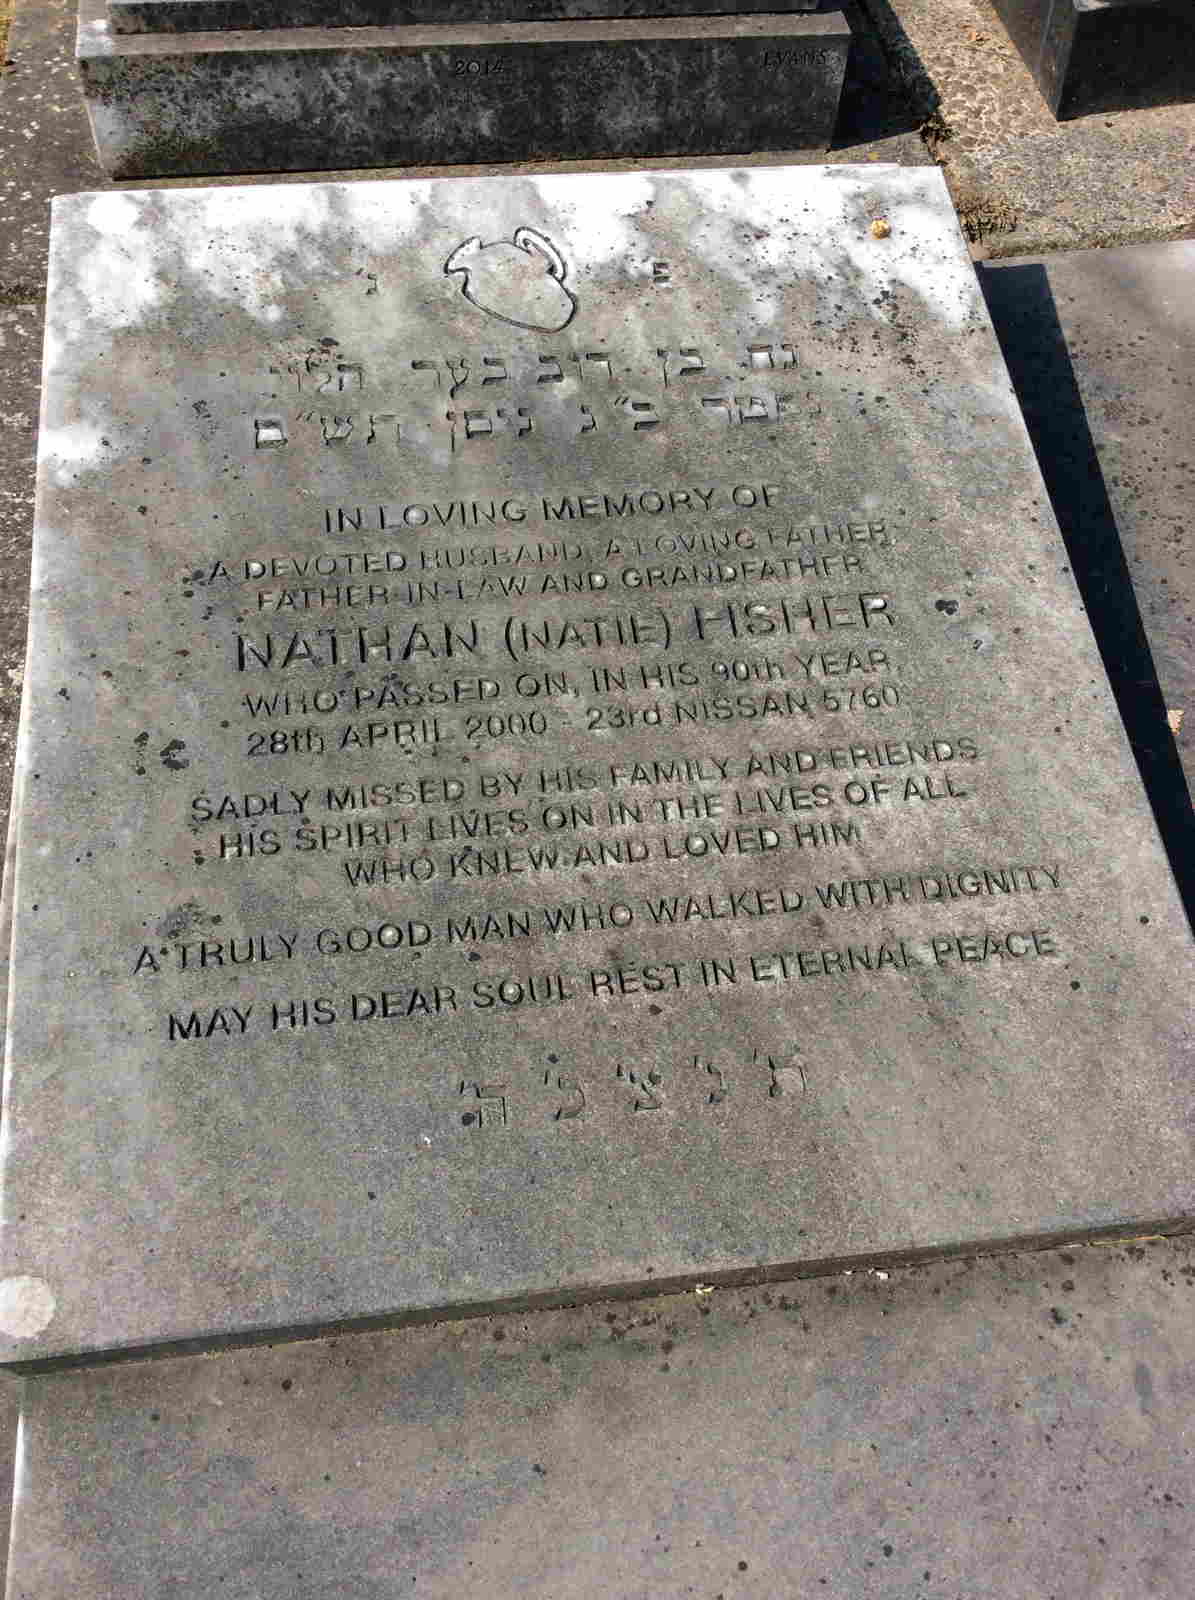 2014 EVANS
פ' נ'
נח בן דוב בער הלוי
נפטר כ"ג ניסן תש"ס
IN LOVING MEMORY OF
A DEVOTED HUSBAND, A LOVING FATHER,
FATHER-IN-LAW AND GRANDFATHER
NATHAN (NATIE) FISHER
WHO PASSED ON, IN HIS 90th YEAR,
28th APRIL 2000 - 23rd NISSAN 5760
SADLY MISSED BY HIS FAMILY AND FRIENDS
HIS SPIRIT LIVES ON IN THE LIVES OF ALL
WHO KNEW AND LOVED HIM
A TRULY GOOD MAN WHO WALKED WITH DIGNITY
MAY HIS DEAR SOUL REST IN ETERNAL PEACE
ת' נ' צ' ב' ה'